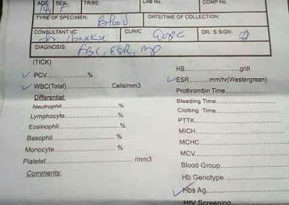 AGE SEX F TRIBE: LAB No. COMP. No.
TYPE OF SPECIMEN: Blood DATE/TIME OF COLLECTION
CONSULTANT IC CLINIC DR.'S SIGN
DIAGNOSIS: FBC, ESR, MP
(TICK)
HB g/dl
✓ PCV % ✓ ESR mm/hr(Westergreen)
✓ WBC(Total) Cells/mm3 Prothrombin Time
Differential: Bleeding Time
Neutrophil % Clotting Time
Lymphocyte % PTTK
Eosinophil % MICH
Basophil % MCHC
Monocyte % MCV
Platelet /mm3 Blood Group
Comments: Hb Genotype
✓ Hbs Ag
HIV Screening